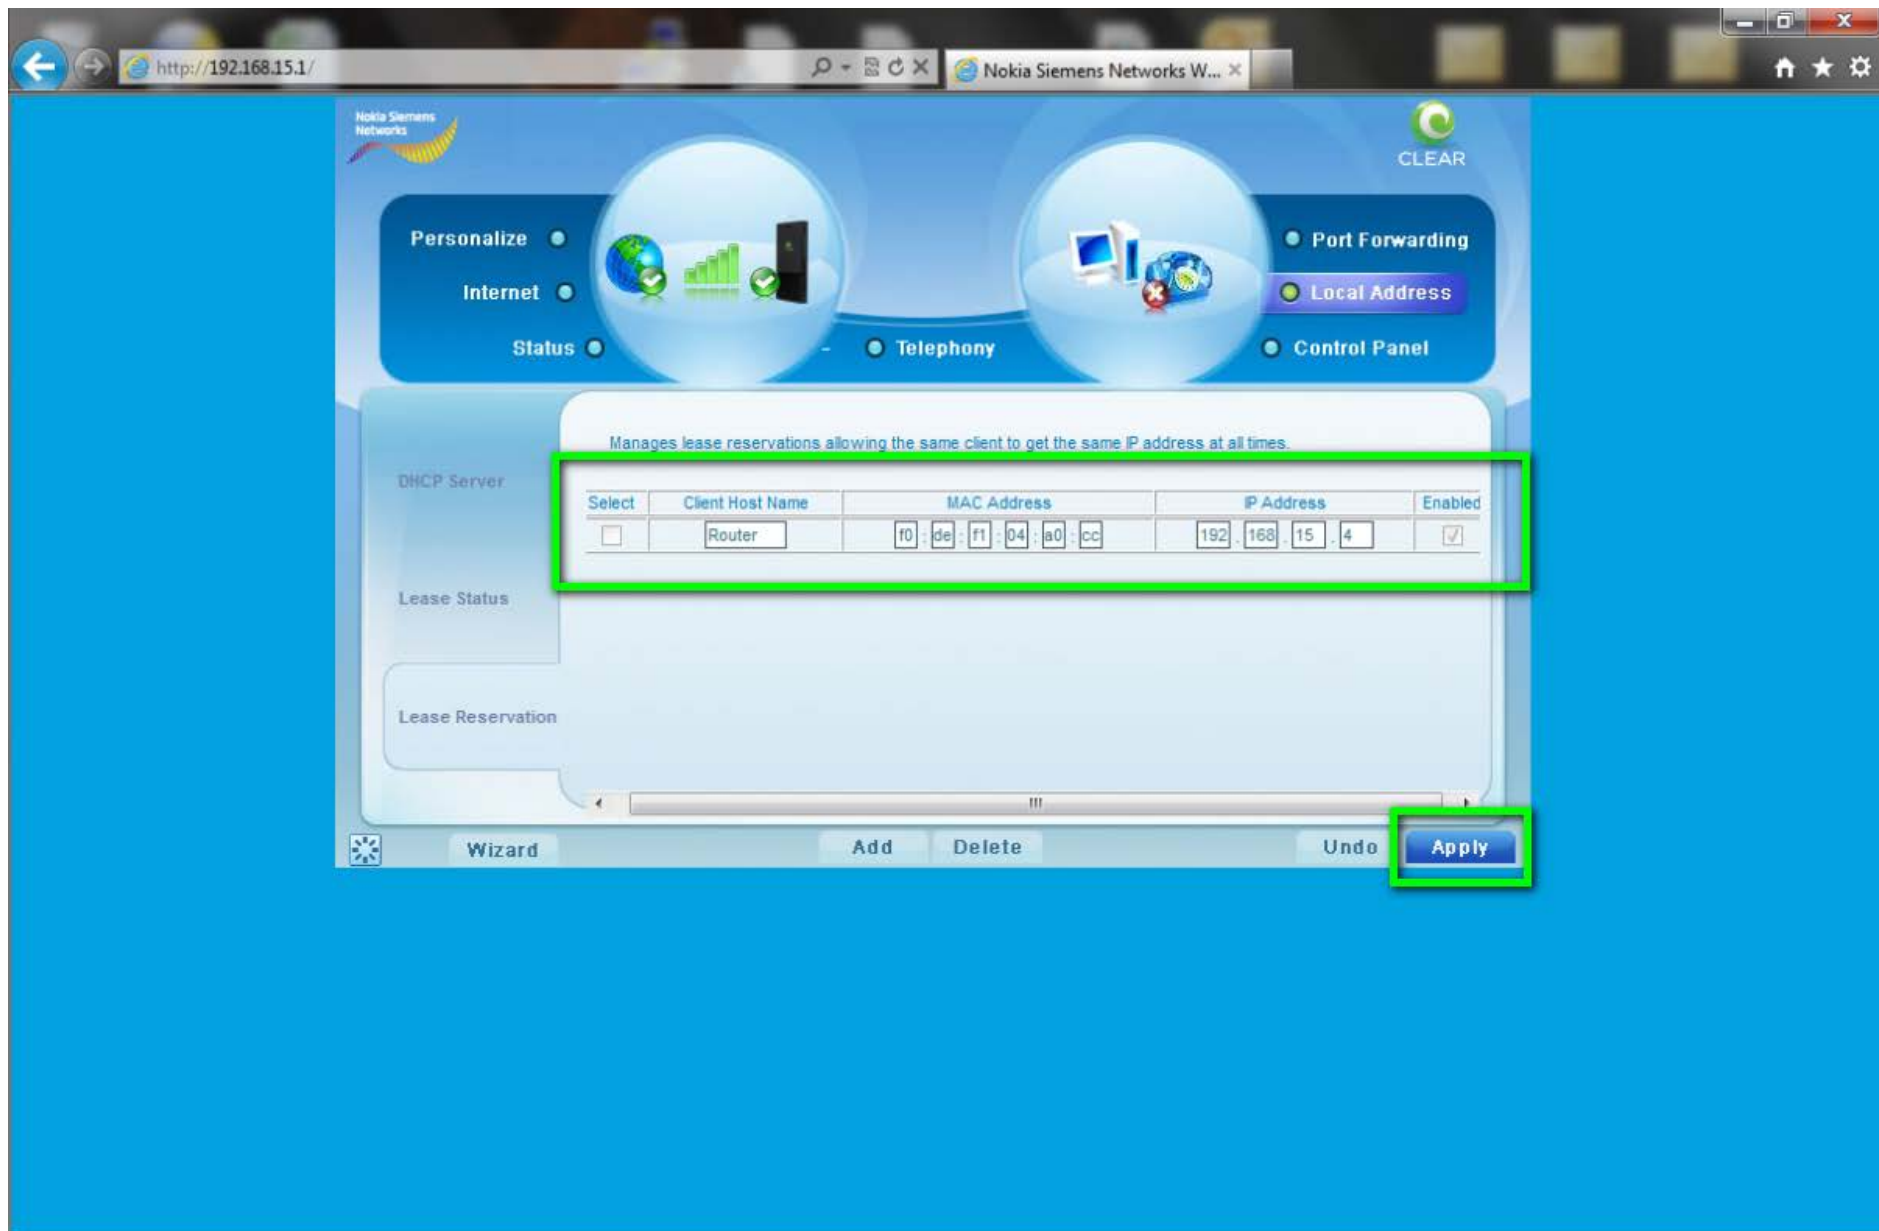 http://192.168.15.1/
Nokia Siemens Networks W...
Nokia Siemens
Networks
CLEAR
Personalize
Port Forwarding
Internet
Local Address
Status
- Telephony
Control Panel
Manages lease reservations allowing the same client to get the same IP address at all times.
DHCP Server
Select Client Host Name MAC Address IP Address Enabled
Router f0 : de : f1 : 04 : a0 : cc 192 . 168 . 15 . 4
Lease Status
Lease Reservation
Wizard Add Delete Undo Apply